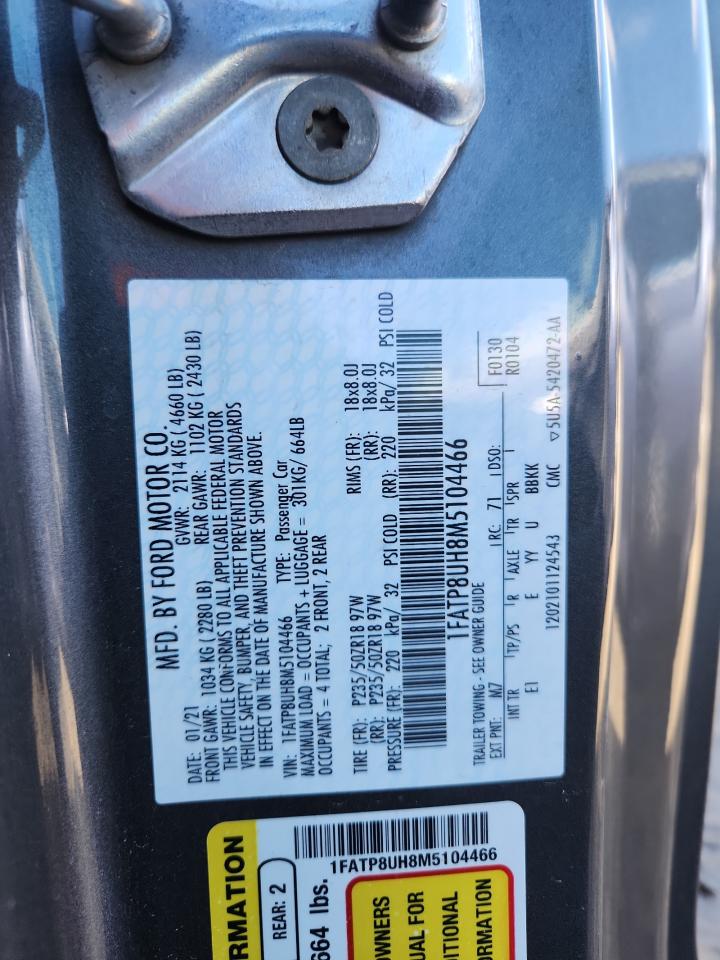 MFD. BY FORD MOTOR CO.
DATE: 01/21 GVWR: 2114 KG ( 4660 LB)
FRONT GAWR: 1034 KG ( 2280 LB) REAR GAWR: 1102 KG ( 2430 LB)
THIS VEHICLE CONFORMS TO ALL APPLICABLE FEDERAL MOTOR
VEHICLE SAFETY, BUMPER, AND THEFT PREVENTION STANDARDS
IN EFFECT ON THE DATE OF MANUFACTURE SHOWN ABOVE.
VIN: 1FATP8UH8M5104466 TYPE: Passenger Car
MAXIMUM LOAD = OCCUPANTS + LUGGAGE = 301KG/ 664LB
OCCUPANTS = 4 TOTAL; 2 FRONT, 2 REAR
TIRE (FR): P235/50ZR18 97W RIMS (FR): 18x8.0J
(RR): P235/50ZR18 97W (RR): 18x8.0J
PRESSURE (FR): 220 kPa/ 32 PSI COLD (RR): 220 kPa/ 32 PSI COLD
1FATP8UH8M5104466
TRAILER TOWING - SEE OWNER GUIDE F0130
EXT PNT: M7 RC: 71 DSO: R0104
INT TR TP/PS R AXLE TR SPR
EI E YY U BBKK
1202101124543 CMC 5U5A-5420472-AA
RMATION
REAR: 2
664 lbs.
1FATP8UH8M5104466
OWNERS
UAL FOR
DITIONAL
ORMATION